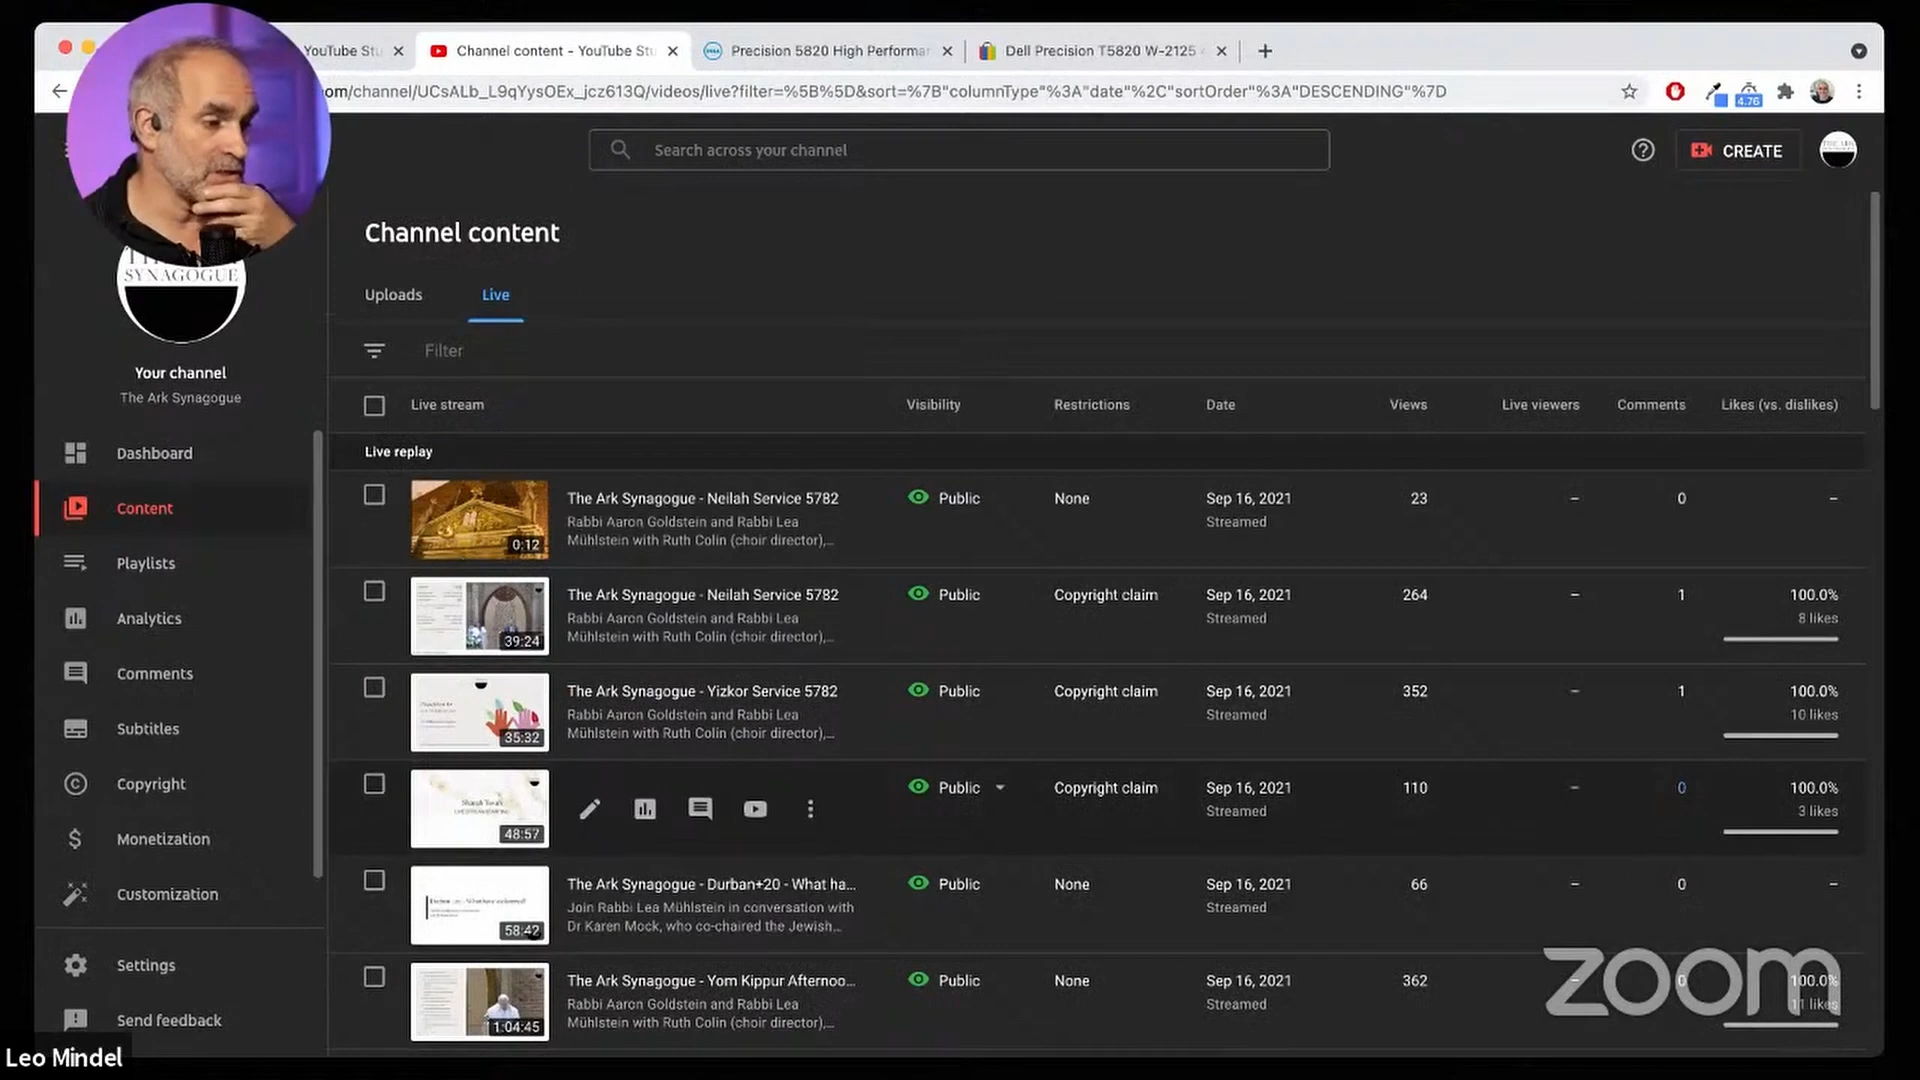 YouTube Stu
Channel content - YouTube Stu
Precision 5820 High Performa
Dell Precision T5820 W-2125
om/channel/UCsALb_L9qYysOEx_jcz613Q/videos/live?filter=%5B%5D&sort=%7B"columnType"%3A"date"%2C"sortOrder"%3A"DESCENDING"%7D
4.76
Search across your channel
CREATE
SYNAGOGUE
Your channel
The Ark Synagogue
Dashboard
Content
Playlists
Analytics
Comments
Subtitles
Copyright
Monetization
Customization
Settings
Send feedback
Channel content
Uploads Live
Filter
Live stream Visibility Restrictions Date Views Live viewers Comments Likes (vs. dislikes)
Live replay
The Ark Synagogue - Neilah Service 5782 Public None Sep 16, 2021 23 – 0 –
Rabbi Aaron Goldstein and Rabbi Lea Streamed
0:12 Mühlstein with Ruth Colin (choir director),...
The Ark Synagogue - Neilah Service 5782 Public Copyright claim Sep 16, 2021 264 – 1 100.0%
Rabbi Aaron Goldstein and Rabbi Lea Streamed 8 likes
39:24 Mühlstein with Ruth Colin (choir director),...
The Ark Synagogue - Yizkor Service 5782 Public Copyright claim Sep 16, 2021 352 – 1 100.0%
Rabbi Aaron Goldstein and Rabbi Lea Streamed 10 likes
35:32 Mühlstein with Ruth Colin (choir director),...
Public Copyright claim Sep 16, 2021 110 – 0 100.0%
Streamed 3 likes
48:57
The Ark Synagogue - Durban+20 - What ha... Public None Sep 16, 2021 66 – 0 –
Join Rabbi Lea Mühlstein in conversation with Streamed
58:42 Dr Karen Mock, who co-chaired the Jewish,...
The Ark Synagogue - Yom Kippur Afternoo... Public None Sep 16, 2021 362 – 0 100.0%
Rabbi Aaron Goldstein and Rabbi Lea Streamed 11 likes
1:04:45 Mühlstein with Ruth Colin (choir director),...
zoom
Leo Mindel